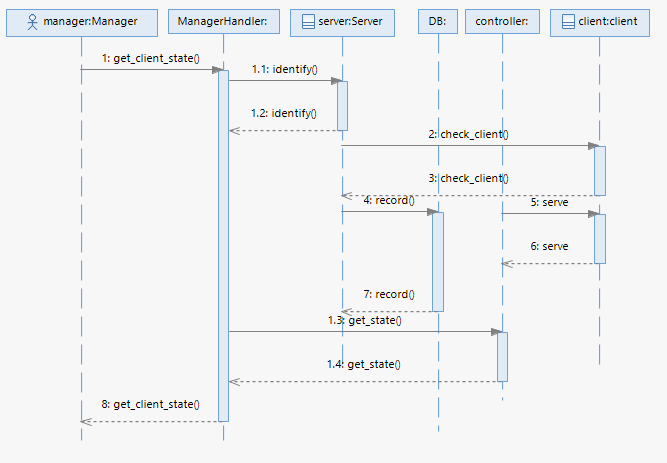 manager:Manager
ManagerHandler:
server:Server
DB:
controller:
client:client
1: get_client_state()
1.1: identify()
1.2: identify()
2: check_client()
3: check_client()
4: record()
5: serve
6: serve
7: record()
1.3: get_state()
1.4: get_state()
8: get_client_state()